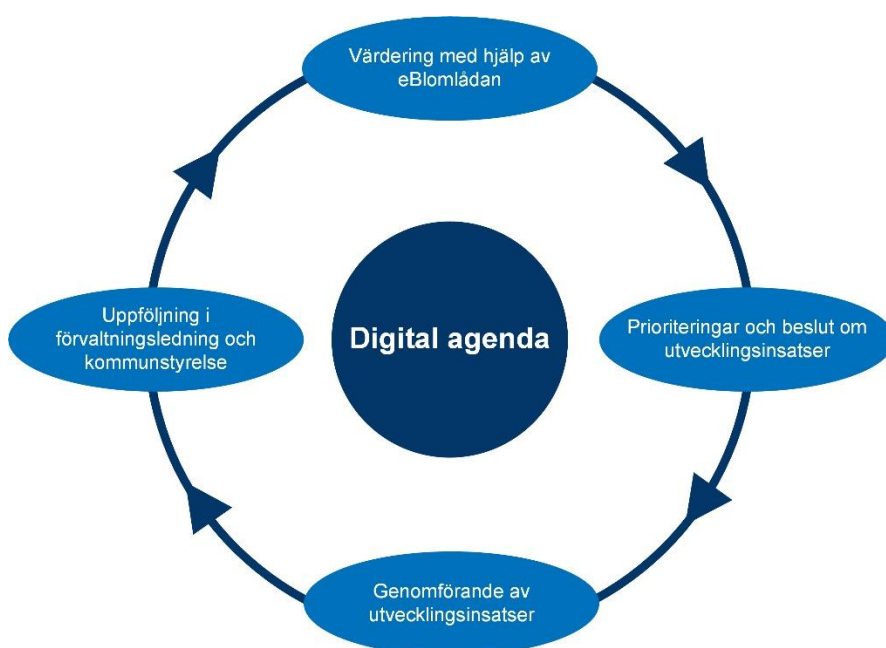 Värdering med hjälp av
eBlomlådan
Uppföljning i
förvaltningsledning och
kommunstyrelse
Digital agenda
Prioriteringar och beslut om
utvecklingsinsatser
Genomförande av
utvecklingsinsatser